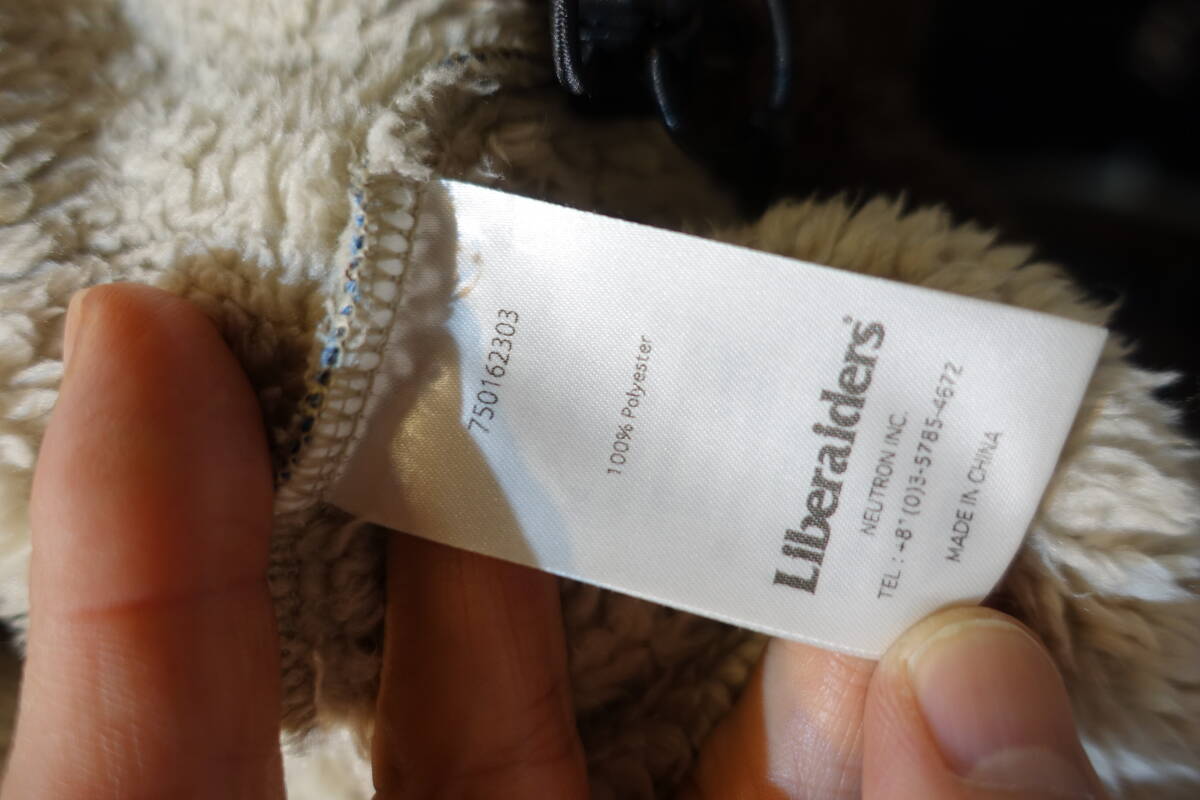 750162303
100% Polyester
Liberaiders
NEUTRON INC.
TEL : +81(0)3-5785-4672
MADE IN CHINA